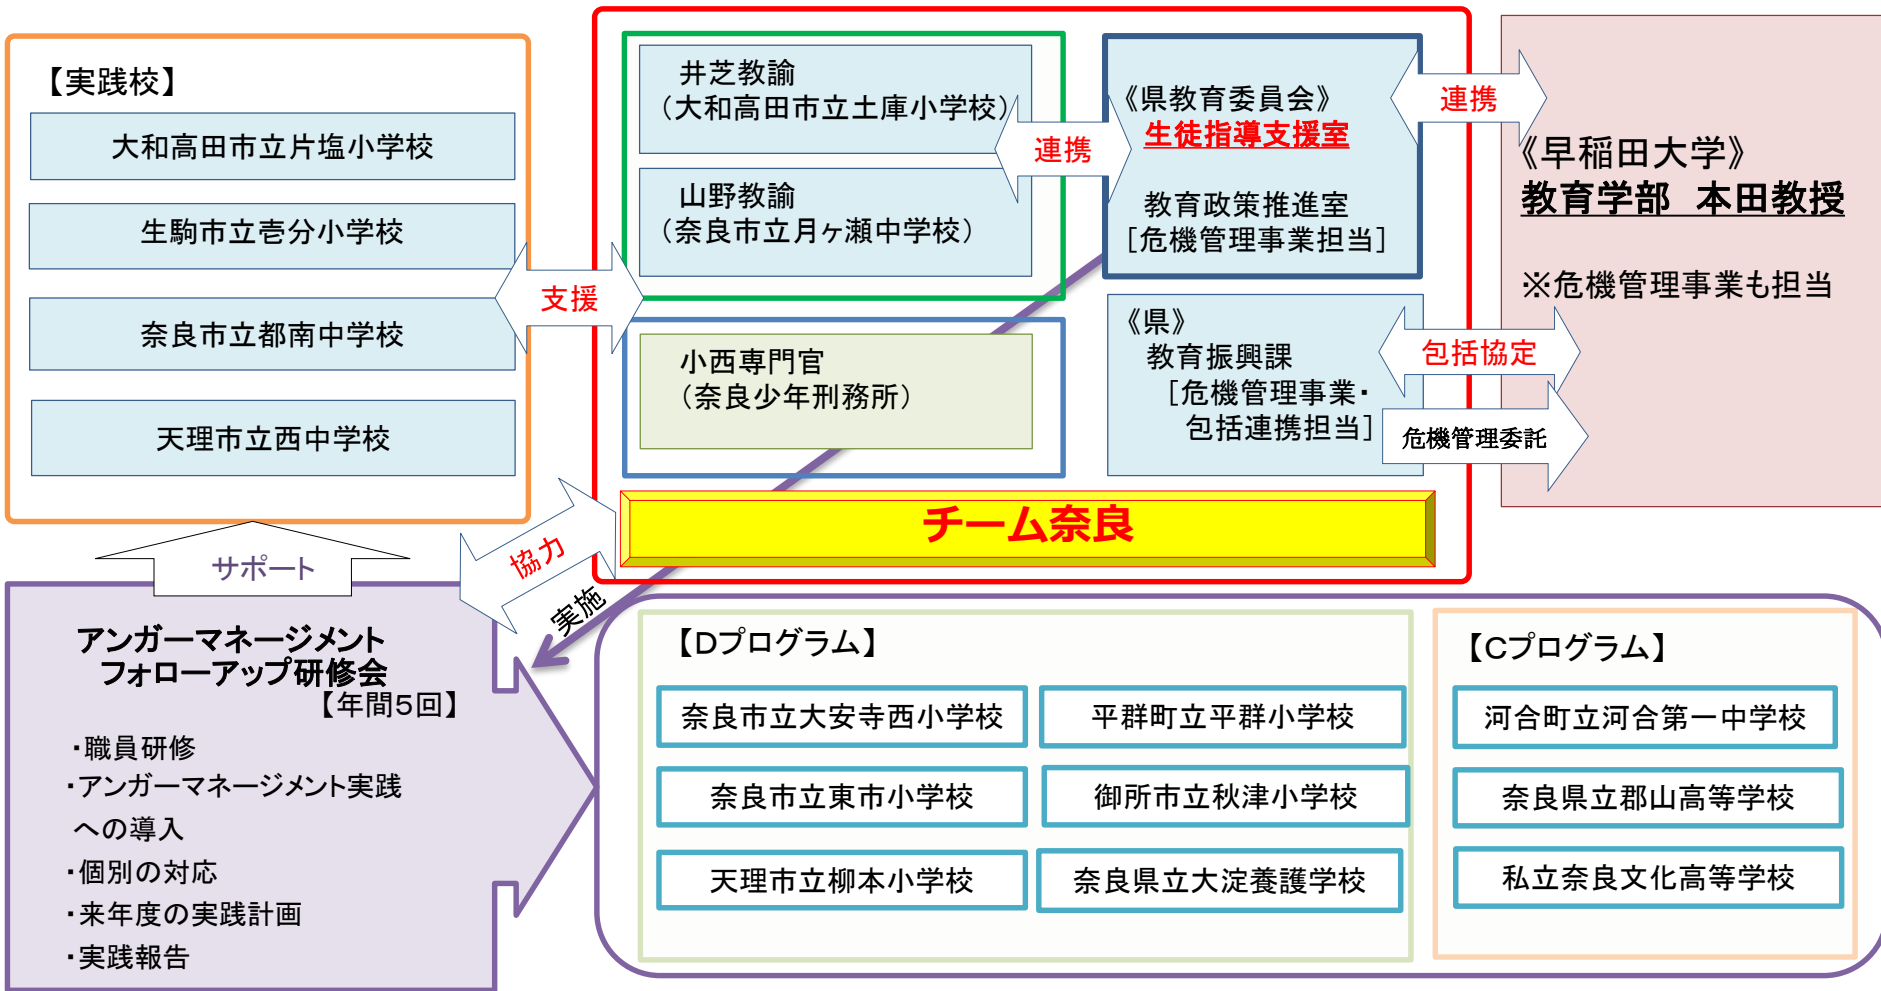 【実践校】
大和高田市立片塩小学校
生駒市立壱分小学校
奈良市立都南中学校
天理市立西中学校
支援
井芝教諭
（大和高田市立土庫小学校）
山野教諭
（奈良市立月ヶ瀬中学校）
小西専門官
（奈良少年刑務所）
連携
《県教育委員会》
生徒指導支援室
教育政策推進室
［危機管理事業担当］
《県》
教育振興課
［危機管理事業・
包括連携担当］
連携
包括協定
危機管理委託
《早稲田大学》
教育学部　本田教授
※危機管理事業も担当
チーム奈良
サポート
協力
実施
アンガーマネージメント
フォローアップ研修会
【年間5回】
・職員研修
・アンガーマネージメント実践
への導入
・個別の対応
・来年度の実践計画
・実践報告
【Dプログラム】
奈良市立大安寺西小学校
平群町立平群小学校
奈良市立東市小学校
御所市立秋津小学校
天理市立柳本小学校
奈良県立大淀養護学校
【Cプログラム】
河合町立河合第一中学校
奈良県立郡山高等学校
私立奈良文化高等学校